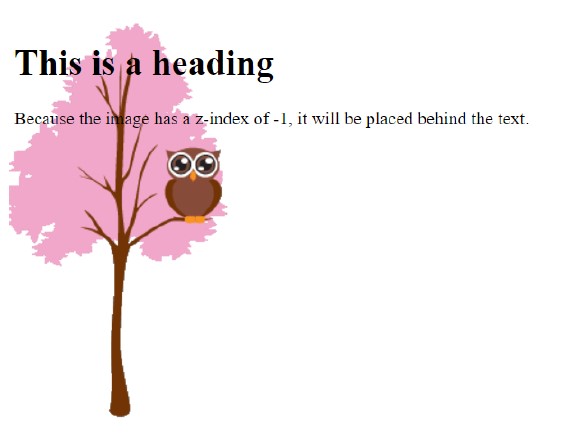 This is a heading
Because the image has a z-index of -1, it will be placed behind the text.